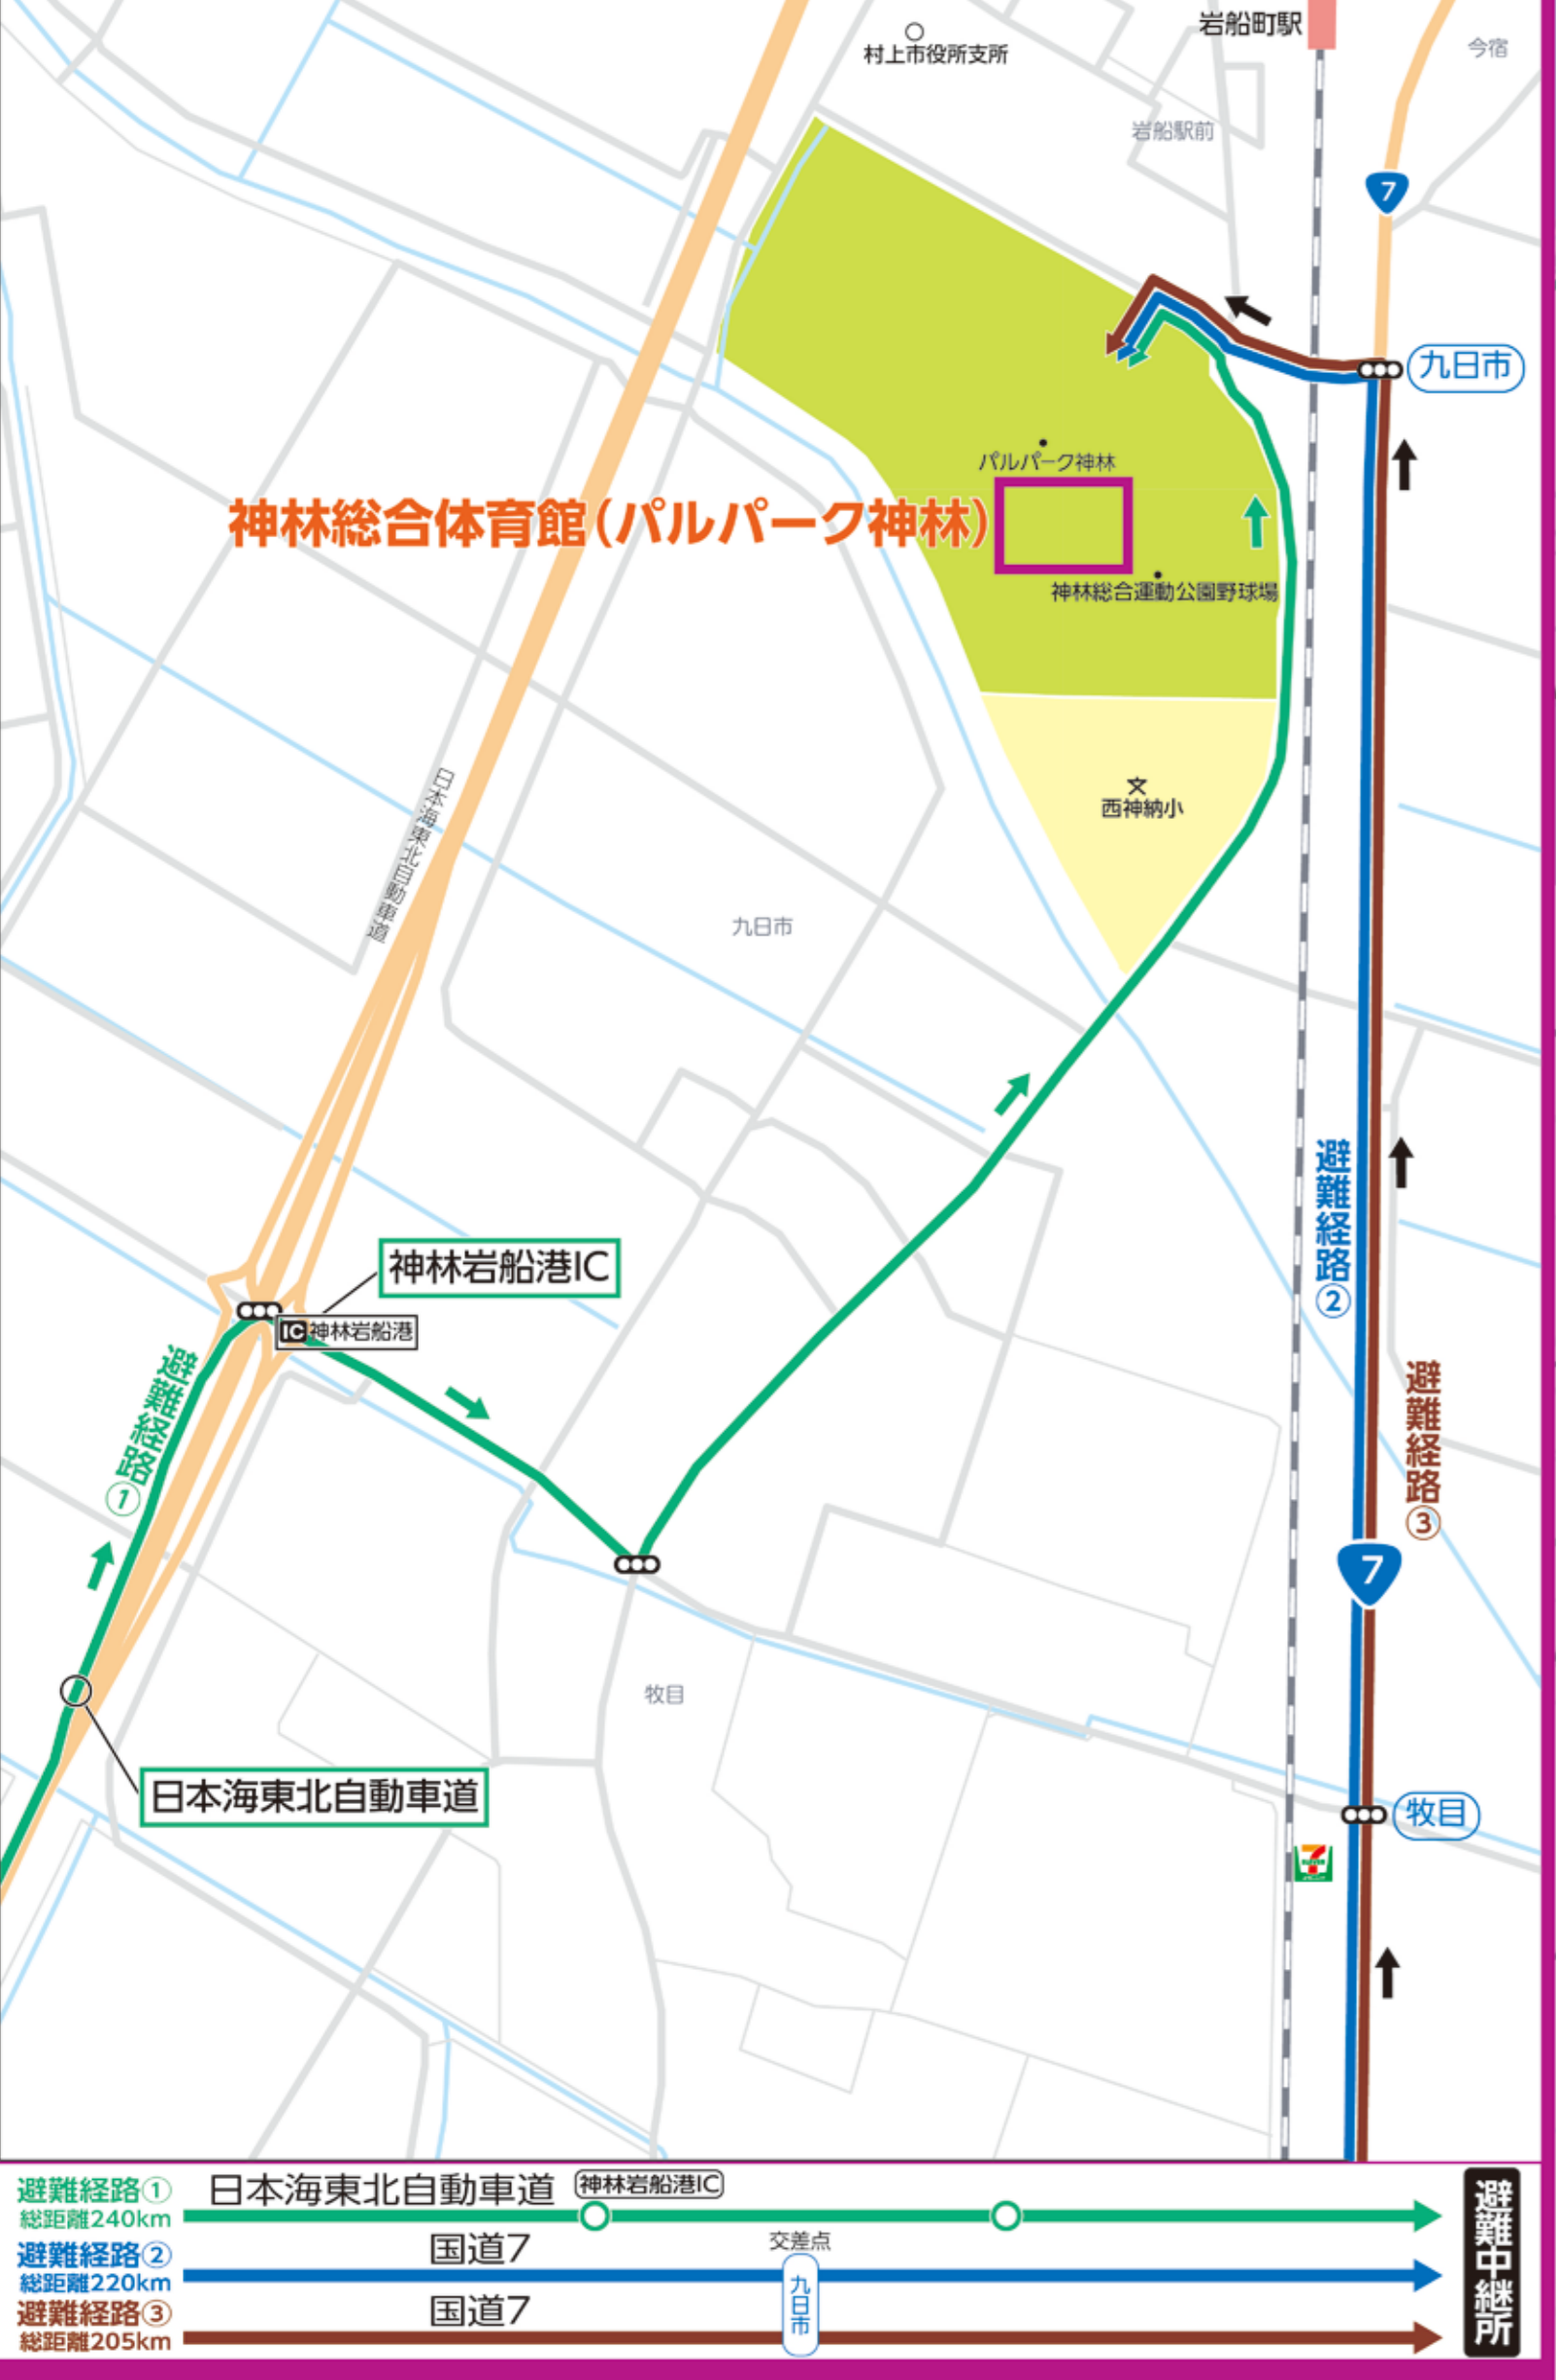 岩船町駅
村上市役所支所
今宿
岩船駅前
7
九日市
パルパーク神林
神林総合体育館(パルパーク神林)
神林総合運動公園野球場
西神納小
日本海東北自動車道
九日市
避難経路②
神林岩船港IC
IC神林岩船港
避難経路①
避難経路③
7
牧目
日本海東北自動車道
牧目
7
避難経路① 日本海東北自動車道 神林岩船港IC
総距離240km
避難経路② 国道7 交差点
総距離220km
九日市
避難経路③ 国道7
総距離205km
避難中継所